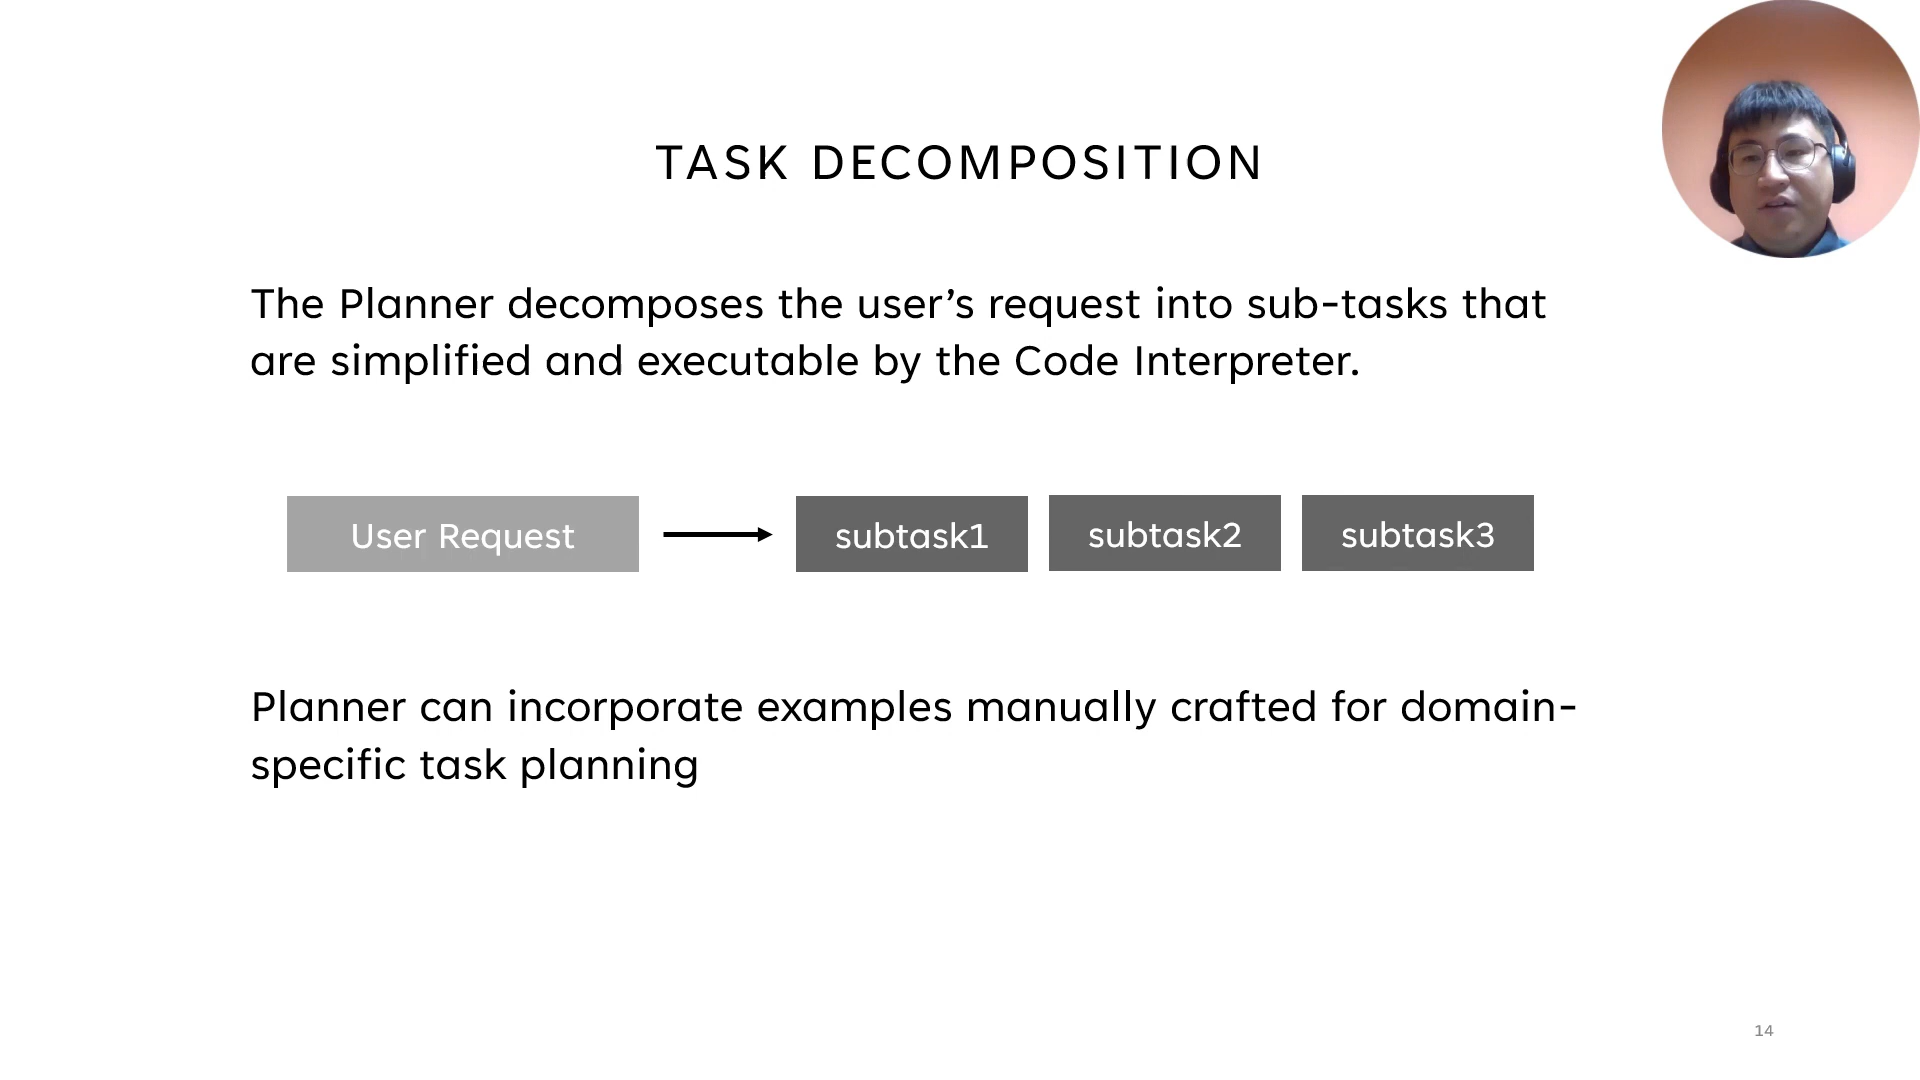 TASK DECOMPOSITION
The Planner decomposes the user’s request into sub-tasks that
are simplified and executable by the Code Interpreter.
User Request
subtask1
subtask2
subtask3
Planner can incorporate examples manually crafted for domain-
specific task planning
14